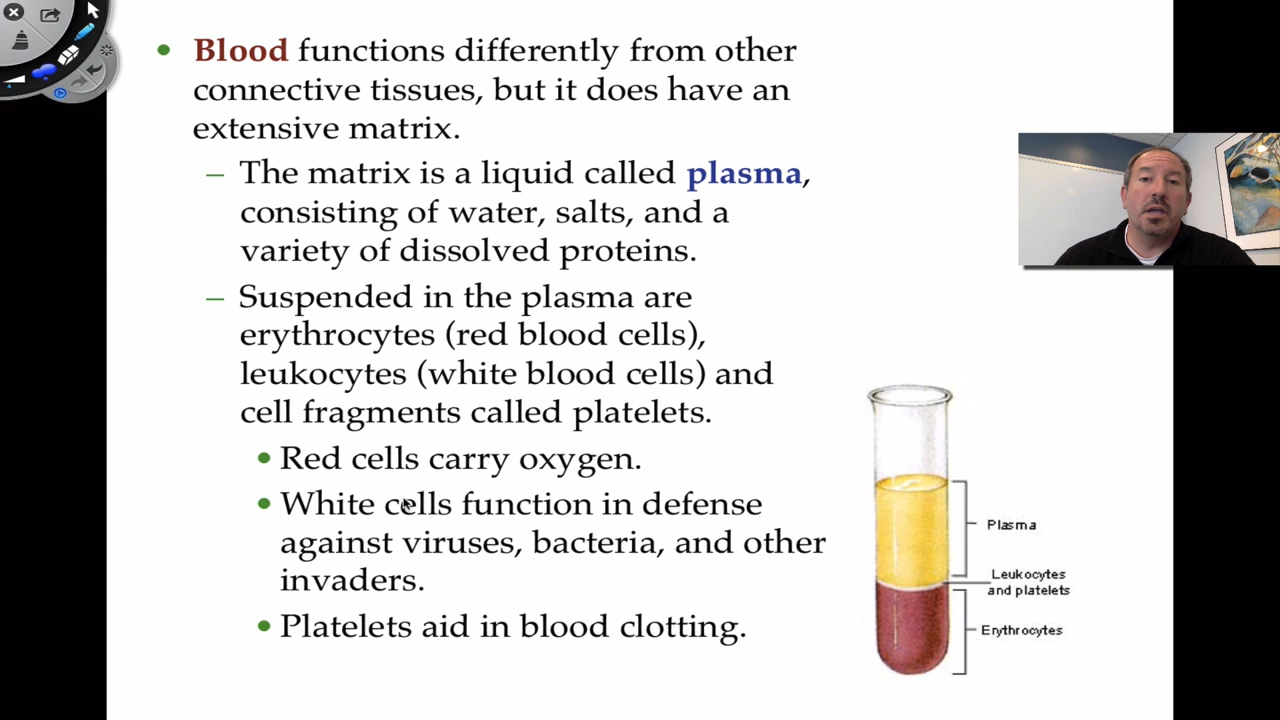 • Blood functions differently from other
connective tissues, but it does have an
extensive matrix.
– The matrix is a liquid called plasma,
consisting of water, salts, and a
variety of dissolved proteins.
– Suspended in the plasma are
erythrocytes (red blood cells),
leukocytes (white blood cells) and
cell fragments called platelets.
• Red cells carry oxygen.
• White cells function in defense
against viruses, bacteria, and other
invaders.
• Platelets aid in blood clotting.
Plasma
Leukocytes
and platelets
Erythrocytes